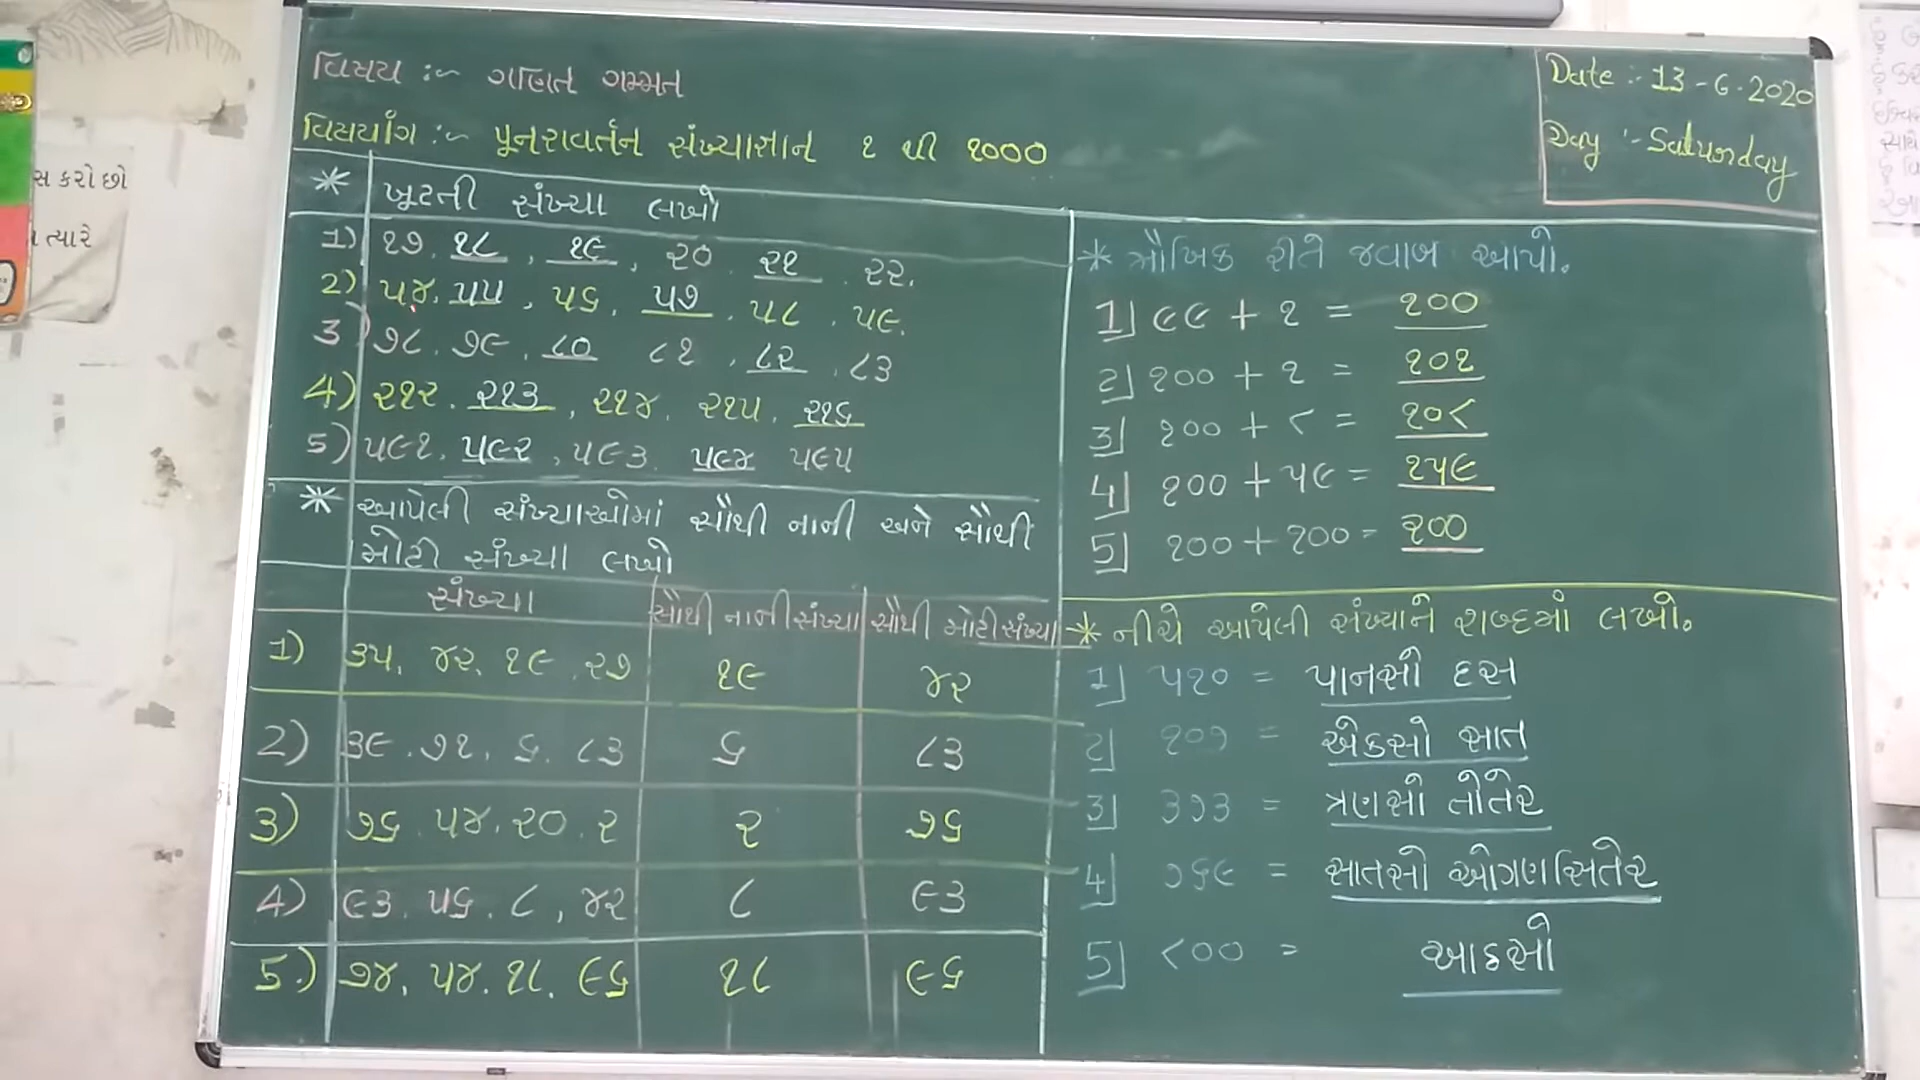 વિષય :~ ગણિત ગમ્મત
વિષયાંગ :~ પૂનરાવર્તન સંખ્યાજ્ઞાન ૧ થી ૧૦૦૦
Date :- 13-6-2020
Day :- Saturday
* ખૂટતી સંખ્યા લખો
1) ૧૭, ૧૮, ૧૯, ૨૦, ૨૧, ૨૨.
2) ૫૪, ૫૫, ૫૬, ૫૭, ૫૮, ૫૯.
3) ૭૮, ૭૯, ૮૦ ૮૧, ૮૨, ૮૩
4) ૨૧૨, ૨૧૩, ૨૧૪, ૨૧૫, ૨૧૬
5) ૫૯૧, ૫૯૨, ૫૯૩, ૫૯૪ ૫૯૫
* આપેલી સંખ્યાઓમાં સૌથી નાની અને સૌથી
મોટી સંખ્યા લખો
સંખ્યા સૌથી નાની સંખ્યા સૌથી મોટી સંખ્યા
1) ૩૫, ૪૨, ૧૯, ૨૭ ૧૯ ૪૨
2) ૩૯, ૭૧, ૬, ૮૩ ૬ ૮૩
3) ૭૬, ૫૪, ૨૦, ૨ ૨ ૭૬
4) ૯૩, ૫૬, ૮, ૪૨ ૮ ૯૩
5.) ૭૪, ૫૪, ૧૮, ૯૬ ૧૮ ૯૬
* મૌખિક રીતે જવાબ આપો.
1] ૯૯ + ૧ = ૧૦૦
2] ૧૦૦ + ૧ = ૧૦૧
3] ૧૦૦ + ૮ = ૧૦૮
4] ૧૦૦ + ૫૯ = ૧૫૯
5] ૧૦૦ + ૧૦૦ = ૨૦૦
* નીચે આપેલી સંખ્યાને શબ્દમાં લખો.
1] ૫૧૦ = પાનસો દસ
2] ૧૦૭ = એકસો સાત
3] ૩૭૩ = ત્રણસો તોતેર
4] ૭૬૯ = સાતસો ઓગણસિતેર
5] ૮૦૦ = આઠસો
સ કરો છો
ત્યારે